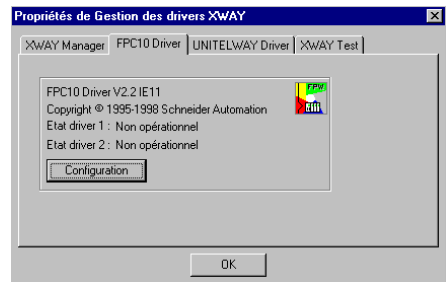 Propriétés de Gestion des drivers XWAY
XWAY Manager
FPC10 Driver
UNITELWAY Driver
XWAY Test
FPC10 Driver V2.2 IE11
Copyright © 1995-1998 Schneider Automation
Etat driver 1 : Non opérationnel
Etat driver 2 : Non opérationnel
FPW
Configuration
OK